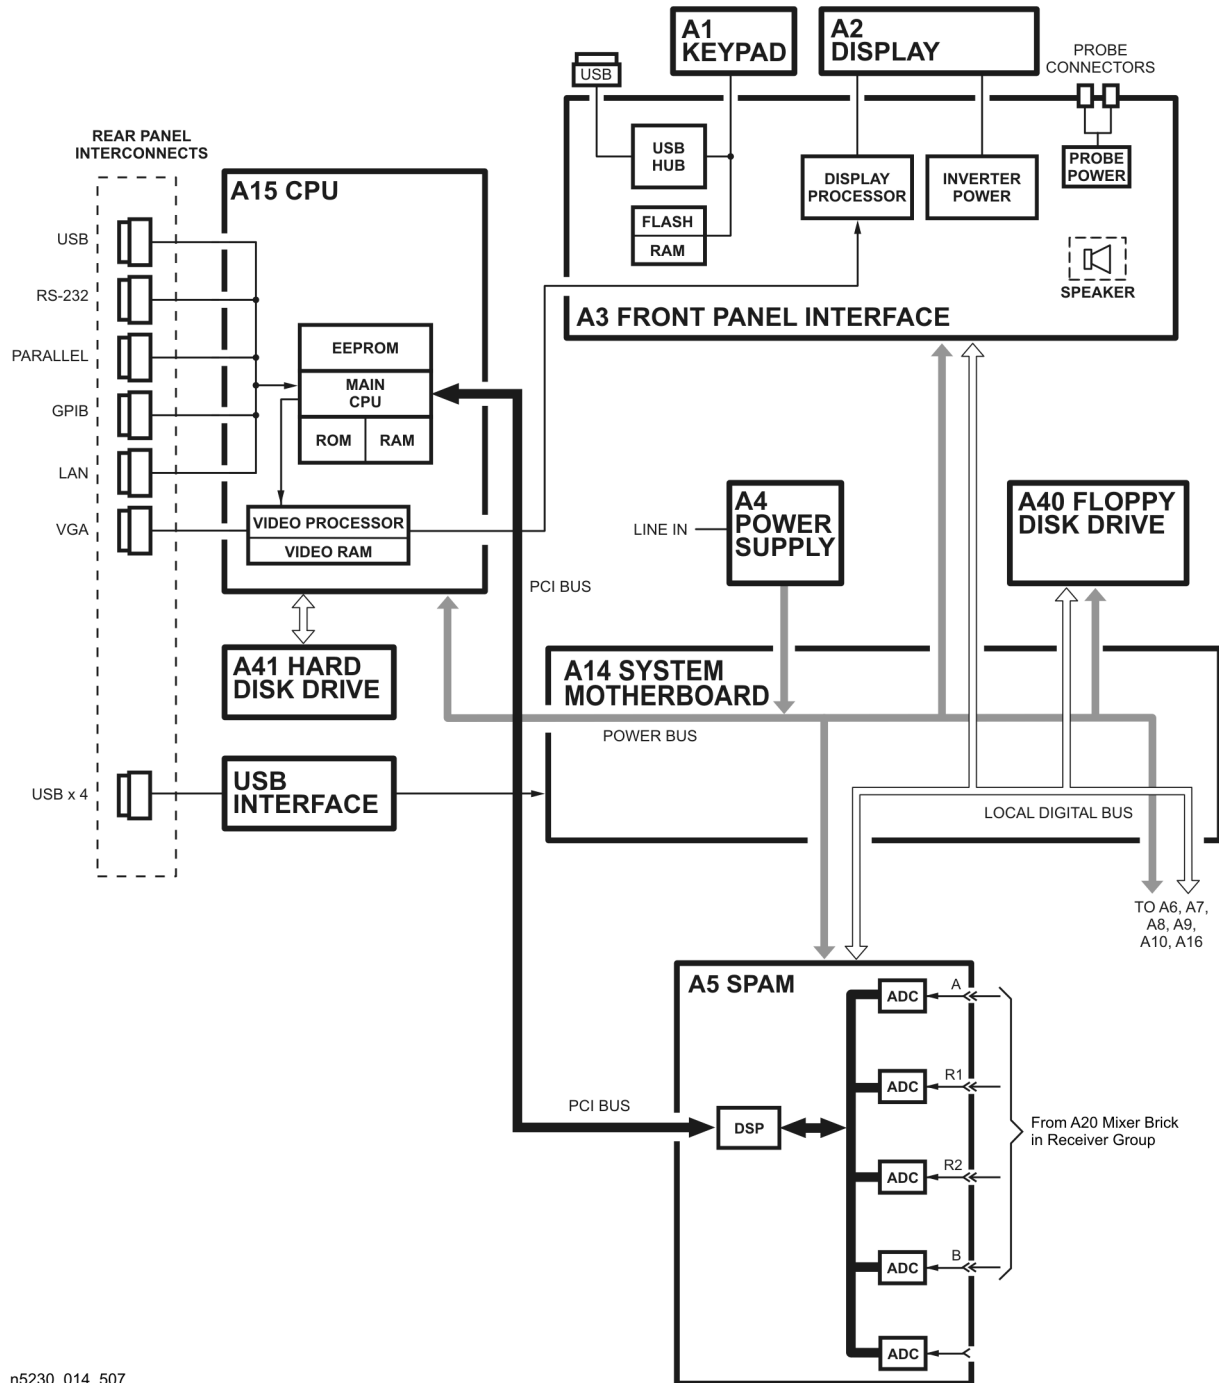 A1
KEYPAD
A2
DISPLAY
PROBE
CONNECTORS
USB
REAR PANEL
INTERCONNECTS
A15 CPU
USB
HUB
FLASH
RAM
DISPLAY
PROCESSOR
INVERTER
POWER
PROBE
POWER
SPEAKER
A3 FRONT PANEL INTERFACE
USB
RS-232
PARALLEL
GPIB
LAN
VGA
EEPROM
MAIN
CPU
ROM
RAM
VIDEO PROCESSOR
VIDEO RAM
PCI BUS
LINE IN
A4
POWER
SUPPLY
A40 FLOPPY
DISK DRIVE
A41 HARD
DISK DRIVE
A14 SYSTEM
MOTHERBOARD
POWER BUS
USB x 4
USB
INTERFACE
LOCAL DIGITAL BUS
TO A6, A7,
A8, A9,
A10, A16
A5 SPAM
ADC
A
ADC
R1
PCI BUS
DSP
From A20 Mixer Brick
in Receiver Group
ADC
R2
ADC
B
ADC
n5230_014_507